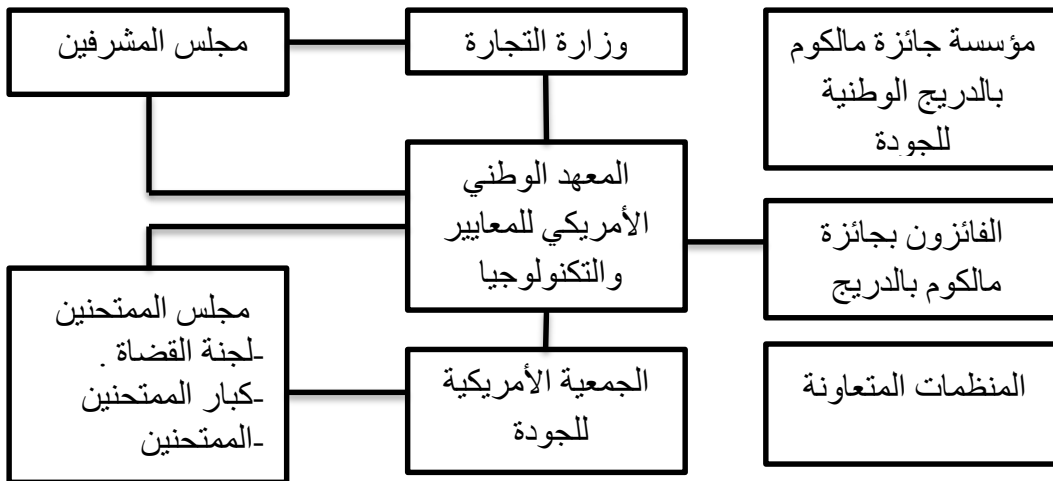 مؤسسة جائزة مالكوم
بالدريج الوطنية
للجودة
وزارة التجارة
مجلس المشرفين
المعهد الوطني
الأمريكي للمعايير
والتكنولوجيا
الفائزون بجائزة
مالكوم بالدريج
مجلس الممتحنين
-لجنة القضاة .
-كبار الممتحنين
-الممتحنين
الجمعية الأمريكية
للجودة
المنظمات المتعاونة